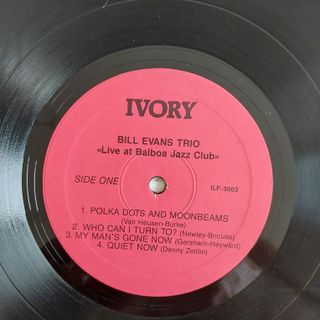 IVORY
BILL EVANS TRIO
«Live at Balboa Jazz Club»
SIDE ONE
ILP-3003
1. POLKA DOTS AND MOONBEAMS
(Van Heusen-Burke)
2. WHO CAN I TURN TO? (Newley-Bricuse)
3. MY MAN'S GONE NOW (Gershwin-Heyward)
4. QUIET NOW (Denny Zeitlin)